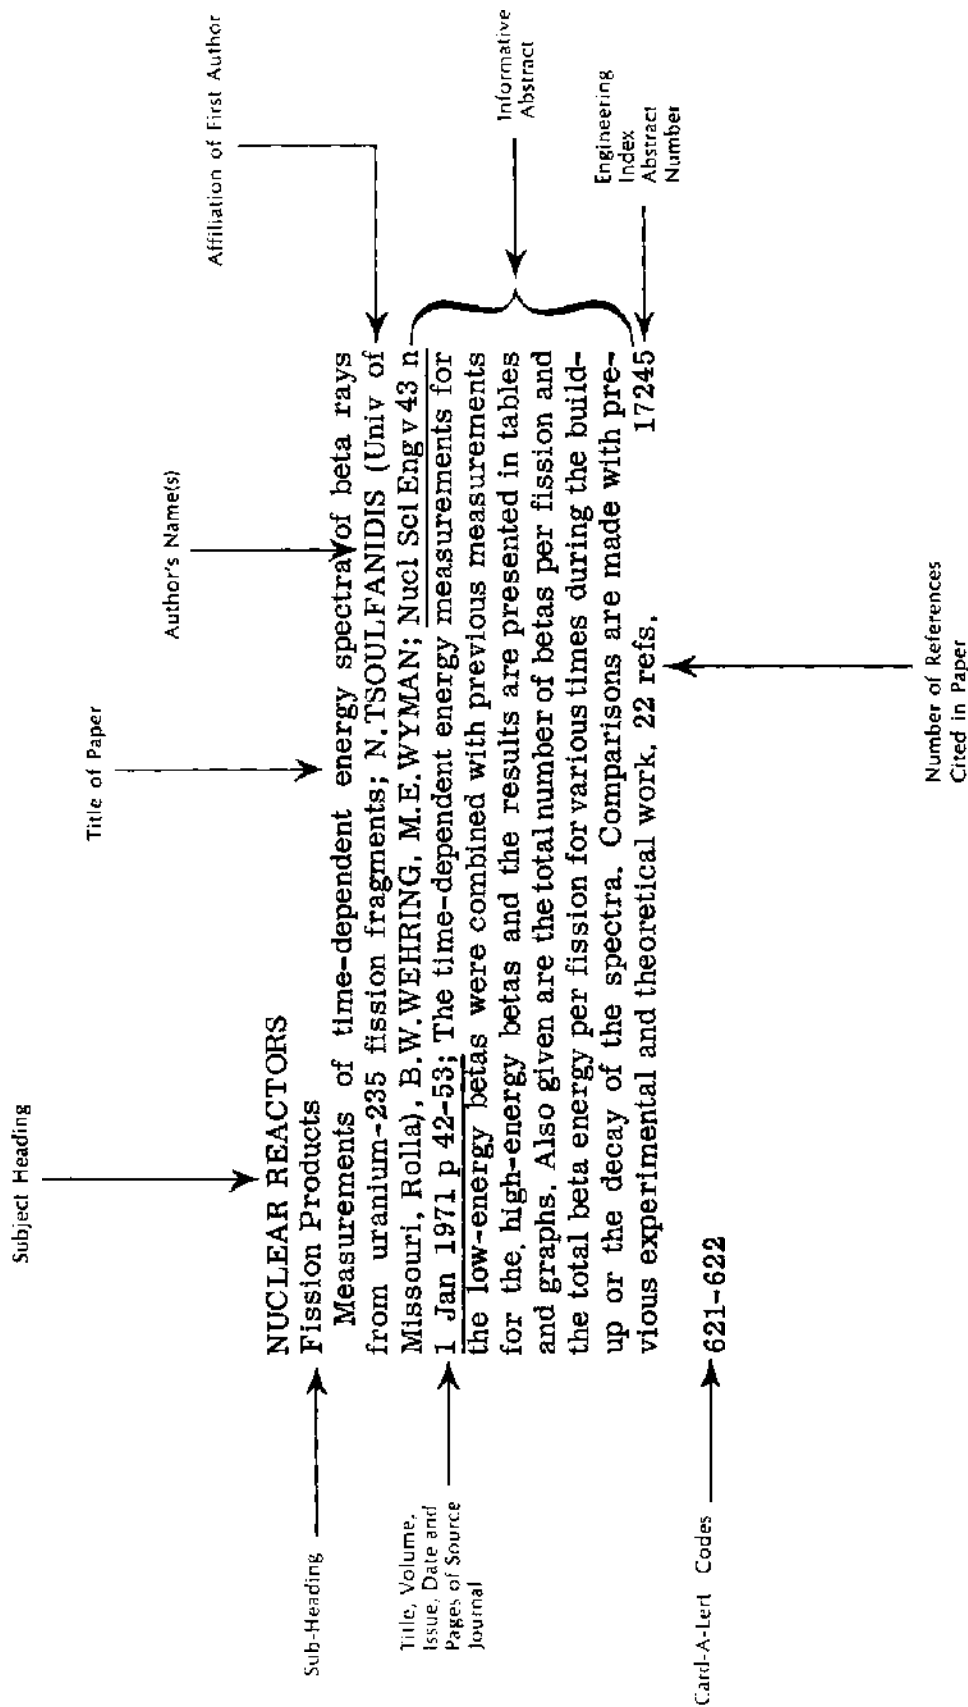 Subject Heading
Title of Paper
Author's Name(s)
Affiliation of First Author
Sub-Heading
NUCLEAR REACTORS
Fission Products
Measurements of time-dependent energy spectra of beta rays
from uranium-235 fission fragments; N. TSOULFANIDIS (Univ of
Missouri, Rolla), B.W. WEHRING, M.E. WYMAN; Nucl Sci Eng v 43 n
1 Jan 1971 p 42-53; The time-dependent energy measurements for
the low-energy betas were combined with previous measurements
for the, high-energy betas and the results are presented in tables
and graphs. Also given are the total number of betas per fission and
the total beta energy per fission for various times during the build-
up or the decay of the spectra. Comparisons are made with pre-
vious experimental and theoretical work. 22 refs.
17245
Title, Volume,
Issue, Date and
Pages of Source
Journal
Informative
Abstract
Engineering
Index
Abstract
Number
Card-A-Lert Codes
621-622
Number of References
Cited in Paper